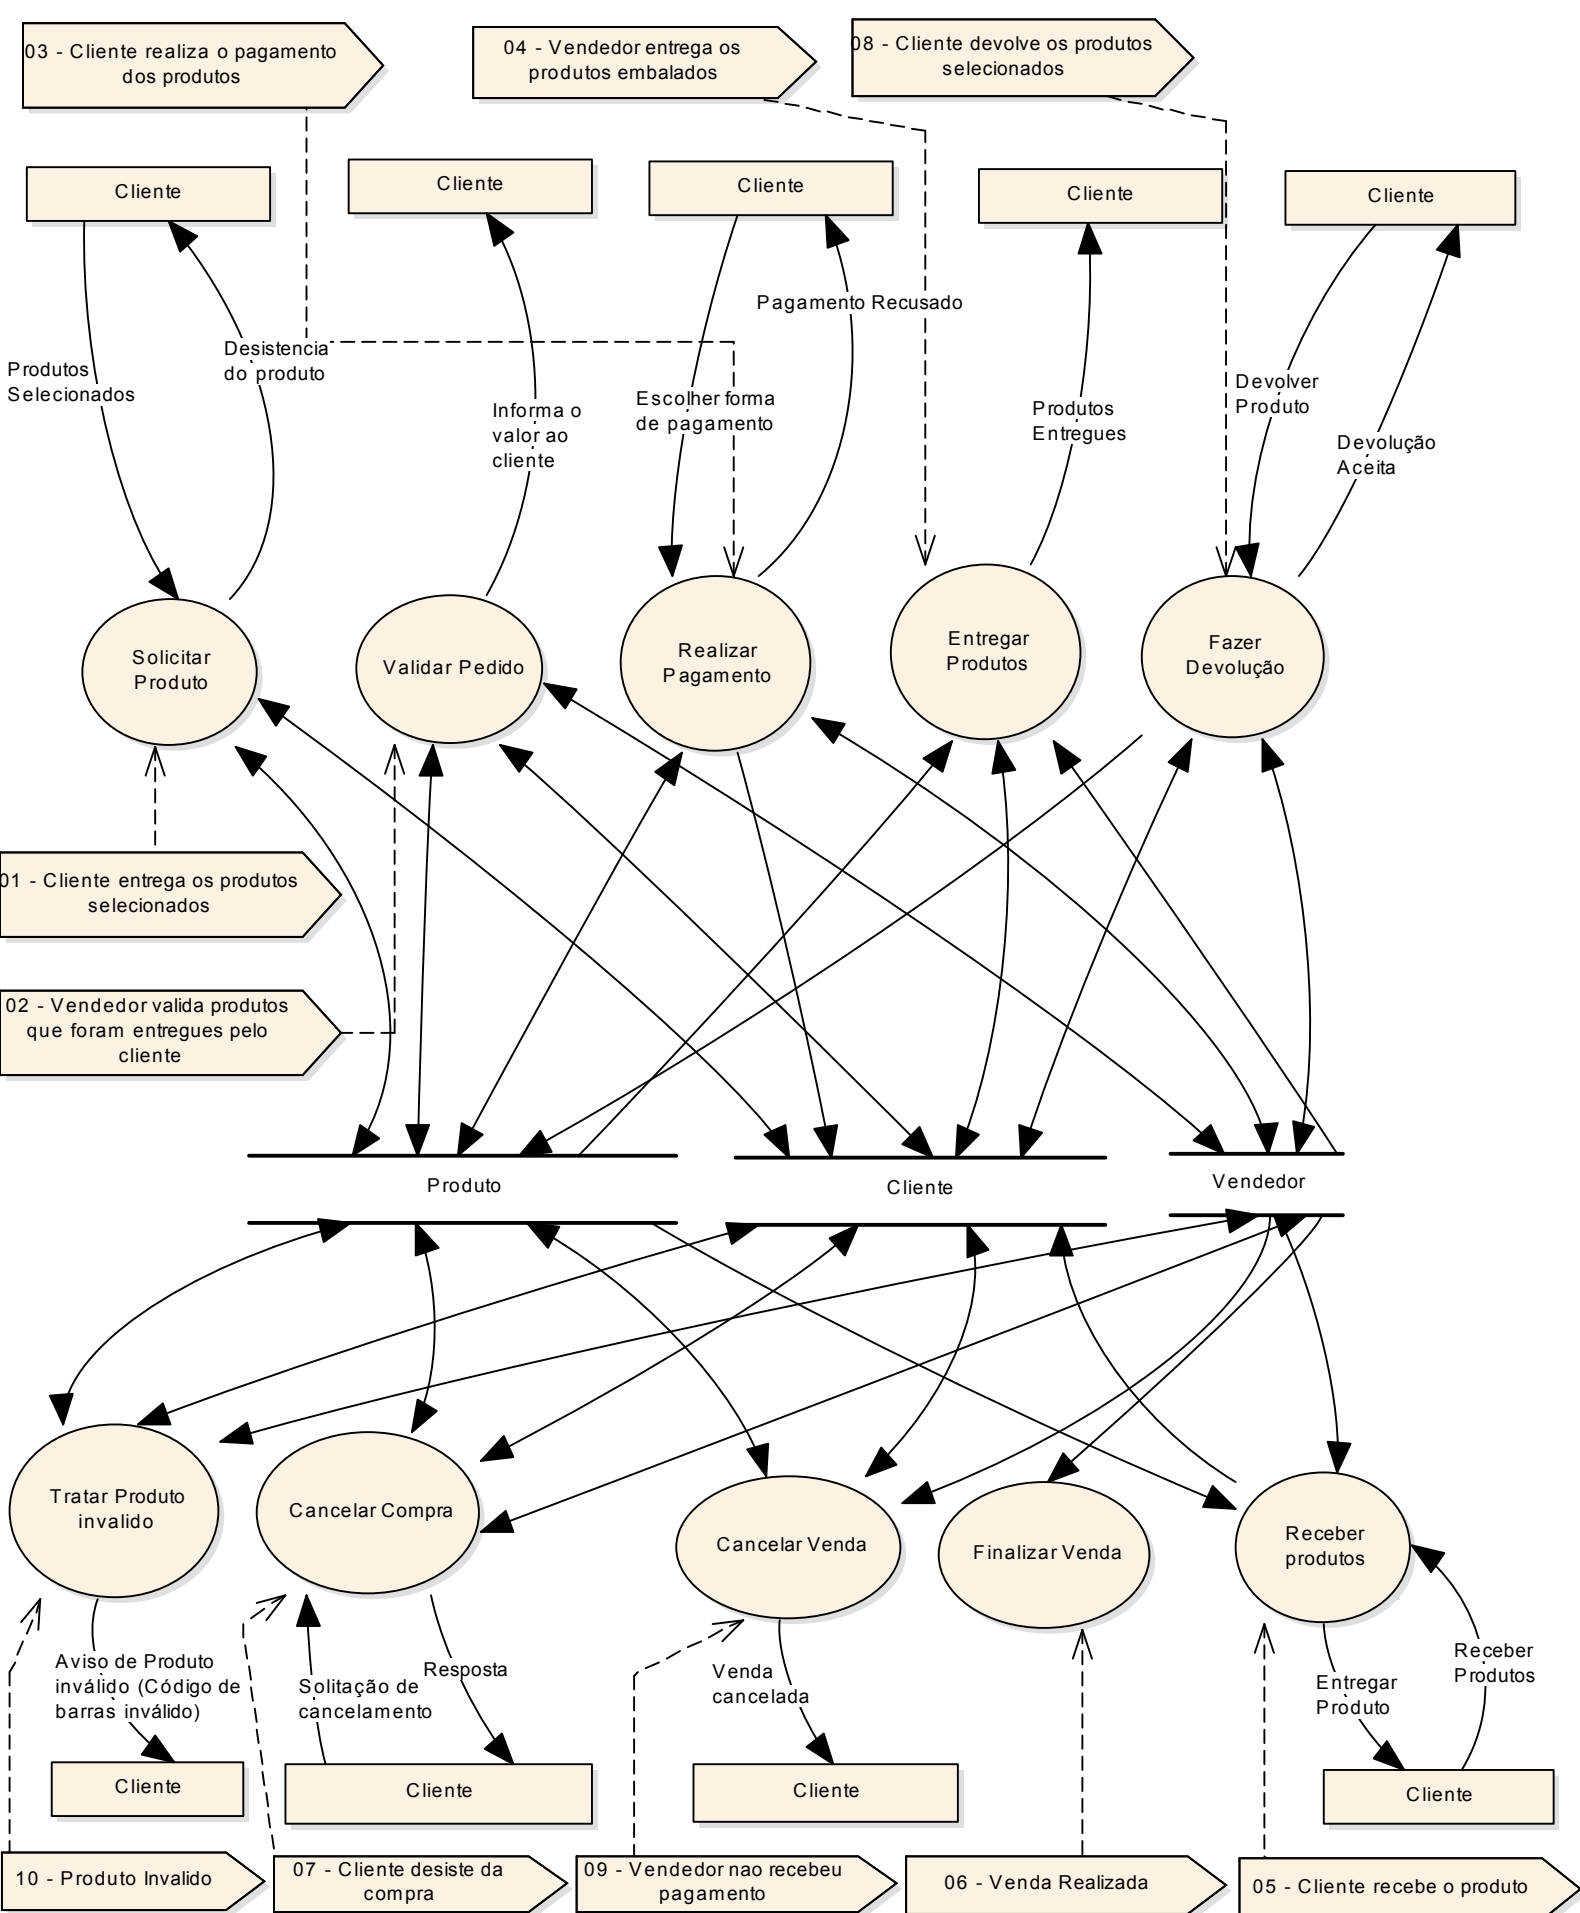 03 - Cliente realiza o pagamento
dos produtos
04 - Vendedor entrega os
produtos embalados
08 - Cliente devolve os produtos
selecionados
Cliente
Cliente
Cliente
Cliente
Cliente
Produtos
Selecionados
Desistencia
do produto
Informa o
valor ao
cliente
Escolher forma
de pagamento
Pagamento Recusado
Produtos
Entregues
Devolver
Produto
Devolução
Aceita
Solicitar
Produto
Validar Pedido
Realizar
Pagamento
Entregar
Produtos
Fazer
Devolução
01 - Cliente entrega os produtos
selecionados
02 - Vendedor valida produtos
que foram entregues pelo
cliente
Produto
Cliente
Vendedor
Tratar Produto
invalido
Cancelar Compra
Cancelar Venda
Finalizar Venda
Receber
produtos
Aviso de Produto
inválido (Código de
barras inválido)
Solitação de
cancelamento
Resposta
Venda
cancelada
Entregar
Produto
Receber
Produtos
Cliente
Cliente
Cliente
Cliente
10 - Produto Invalido
07 - Cliente desiste da
compra
09 - Vendedor nao recebeu
pagamento
06 - Venda Realizada
05 - Cliente recebe o produto